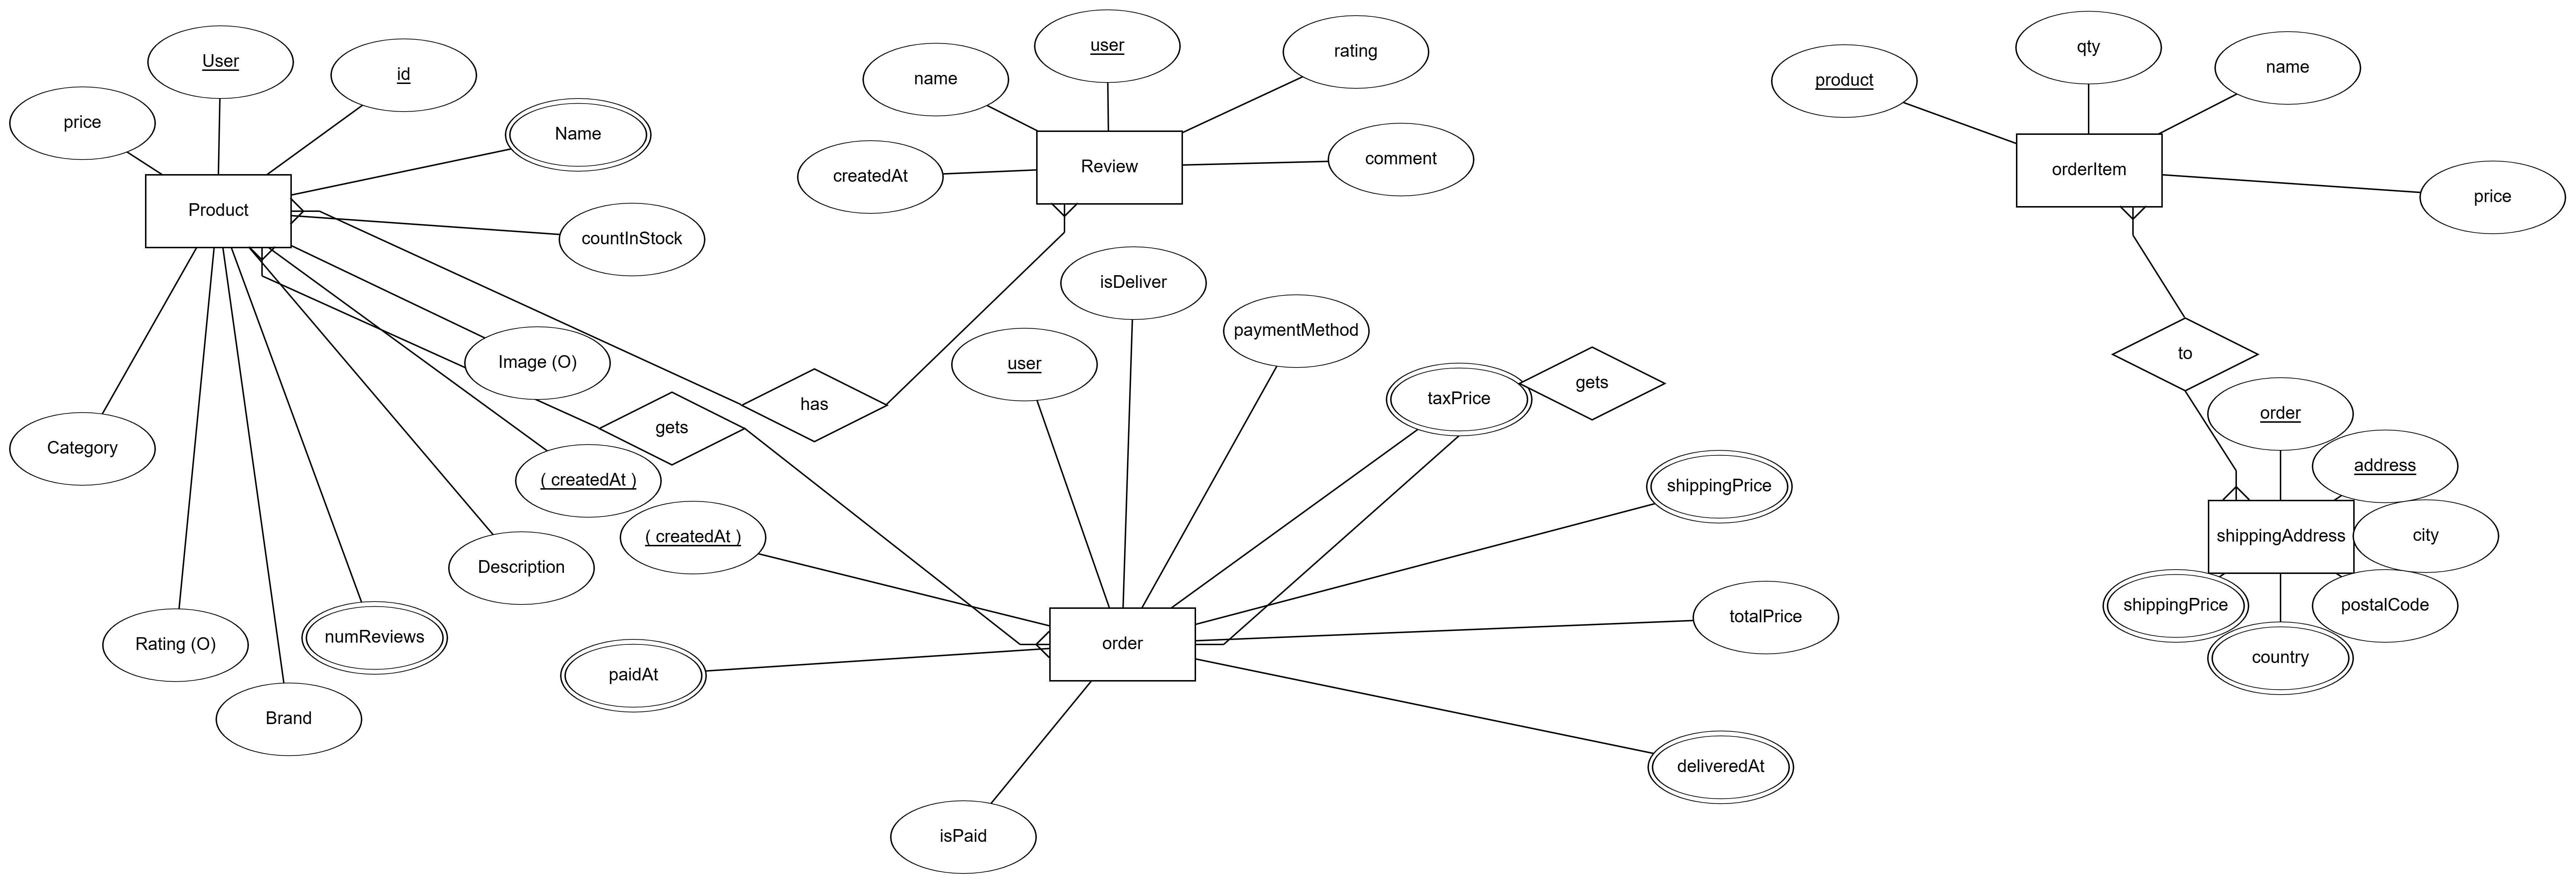 User
id
price
Name
Product
countInStock
Image (O)
Category
( createdAt )
Description
Rating (O)
numReviews
Brand
name
user
rating
createdAt
Review
comment
has
gets
isDeliver
user
paymentMethod
taxPrice
gets
shippingPrice
( createdAt )
order
totalPrice
paidAt
deliveredAt
isPaid
product
qty
name
orderItem
price
to
order
address
shippingAddress
city
shippingPrice
postalCode
country